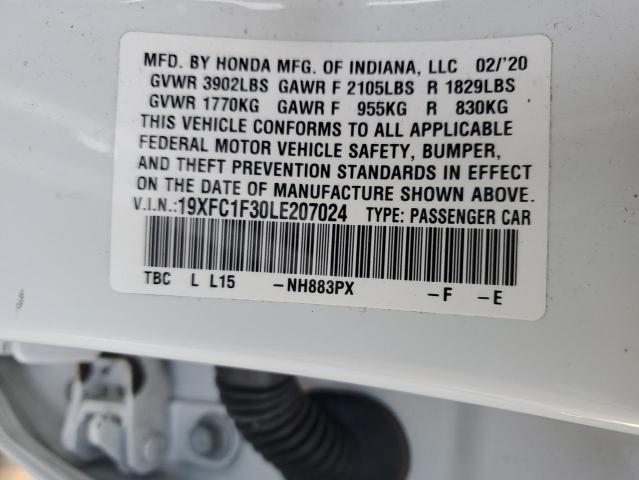 MFD. BY HONDA MFG. OF INDIANA, LLC 02/'20
GVWR 3902LBS GAWR F 2105LBS R 1829LBS
GVWR 1770KG GAWR F 955KG R 830KG
THIS VEHICLE CONFORMS TO ALL APPLICABLE
FEDERAL MOTOR VEHICLE SAFETY, BUMPER,
AND THEFT PREVENTION STANDARDS IN EFFECT
ON THE DATE OF MANUFACTURE SHOWN ABOVE.
V.I.N.:19XFC1F30LE207024 TYPE: PASSENGER CAR
TBC L L15 –NH883PX –F –E